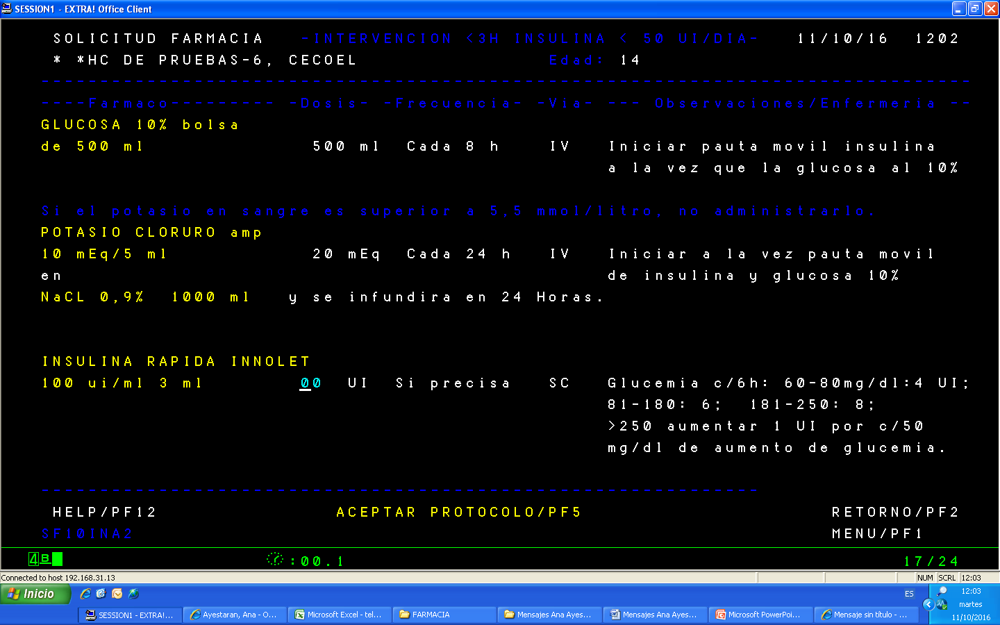 SESSION1 - EXTRA! Office Client
SOLICITUD FARMACIA -INTERVENCION <3H INSULINA < 50 UI/DIA- 11/10/16 1202
* *HC DE PRUEBAS-6, CECOEL Edad: 14
----Farmaco--------- -Dosis- -Frecuencia- -Via- --- Observaciones/Enfermeria --
GLUCOSA 10% bolsa
de 500 ml 500 ml Cada 8 h IV Iniciar pauta movil insulina
a la vez que la glucosa al 10%
Si el potasio en sangre es superior a 5,5 mmol/litro, no administrarlo.
POTASIO CLORURO amp
10 mEq/5 ml 20 mEq Cada 24 h IV Iniciar a la vez pauta movil
en de insulina y glucosa 10%
NaCL 0,9% 1000 ml y se infundira en 24 Horas.
INSULINA RAPIDA INNOLET
100 ui/ml 3 ml 00 UI Si precisa SC Glucemia c/6h: 60-80mg/dl:4 UI;
81-180: 6; 181-250: 8;
>250 aumentar 1 UI por c/50
mg/dl de aumento de glucemia.
HELP/PF12 ACEPTAR PROTOCOLO/PF5 RETORNO/PF2
SF10INA2 MENU/PF1
4B :00.1 17/24
Connected to host 192.168.31.13 NUM SCRL 12:03
Inicio ES 12:03
martes
SESSION1 - EXTRA!... Ayestaran, Ana - O... Microsoft Excel - tel... FARMACIA Mensajes Ana Ayes... Mensajes Ana Ayes... Microsoft PowerPoi... Mensaje sin título - ... 11/10/2016